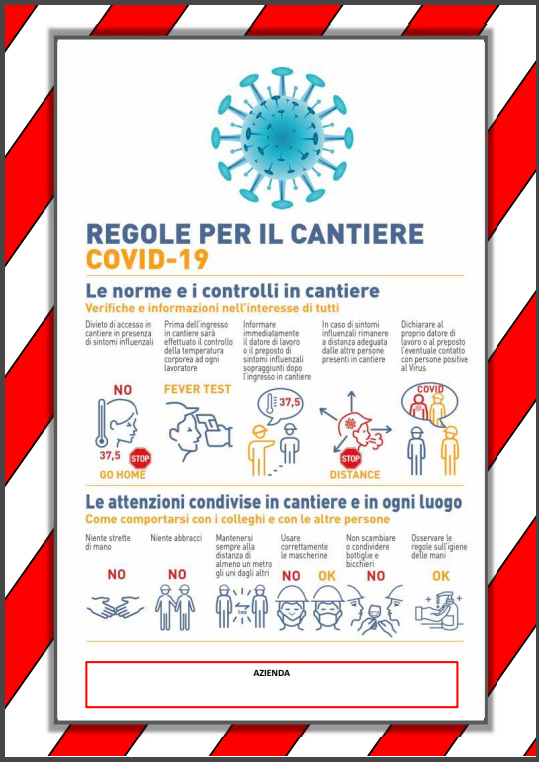 REGOLE PER IL CANTIERE
COVID-19
Le norme e i controlli in cantiere
Verifiche e informazioni nell'interesse di tutti
Divieto di accesso in
cantiere in presenza
di sintomi influenzali
Prima dell'ingresso
in cantiere sarà
effettuato il controllo
della temperatura
corporea ad ogni
lavoratore
Informare
immediatamente
il datore di lavoro
o il preposto di
sintomi influenzali
sopraggiunti dopo
l'ingresso in cantiere
In caso di sintomi
influenzali rimanere
a distanza adeguata
dalle altre persone
presenti in cantiere
Dichiarare al
proprio datore di
lavoro o al preposto
l'eventuale contatto
con persone positive
al Virus
NO
37,5
STOP
GO HOME
FEVER TEST
37,5
STOP
DISTANCE
COVID
Le attenzioni condivise in cantiere e in ogni luogo
Come comportarsi con i colleghi e con le altre persone
Niente strette
di mano
NO
Niente abbracci
NO
Mantenersi
sempre alla
distanza di
almeno un metro
gli uni dagli altri
1mt
Usare
correttamente
le mascherine
NO OK
Non scambiare
o condividere
bottiglie e
bicchieri
NO
Osservare le
regole sull'igiene
delle mani
OK
AZIENDA